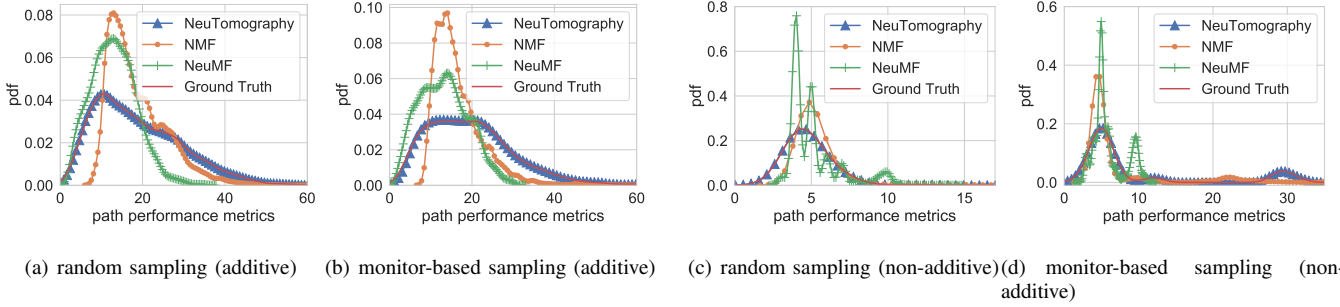 0.08
0.06
0.04
0.02
0.00
pdf
0 20 40 60
path performance metrics
NeuTomography
NMF
NeuMF
Ground Truth
0.10
0.08
0.06
0.04
0.02
0.00
pdf
0 10 20 30 40 50 60
path performance metrics
NeuTomography
NMF
NeuMF
Ground Truth
0.8
0.6
0.4
0.2
0.0
pdf
0 5 10 15
path performance metrics
NeuTomography
NMF
NeuMF
Ground Truth
0.6
0.4
0.2
0.0
pdf
0 10 20 30
path performance metrics
NeuTomography
NMF
NeuMF
Ground Truth
(a) random sampling (additive)
(b) monitor-based sampling (additive)
(c) random sampling (non-additive)
(d) monitor-based sampling (non-
additive)